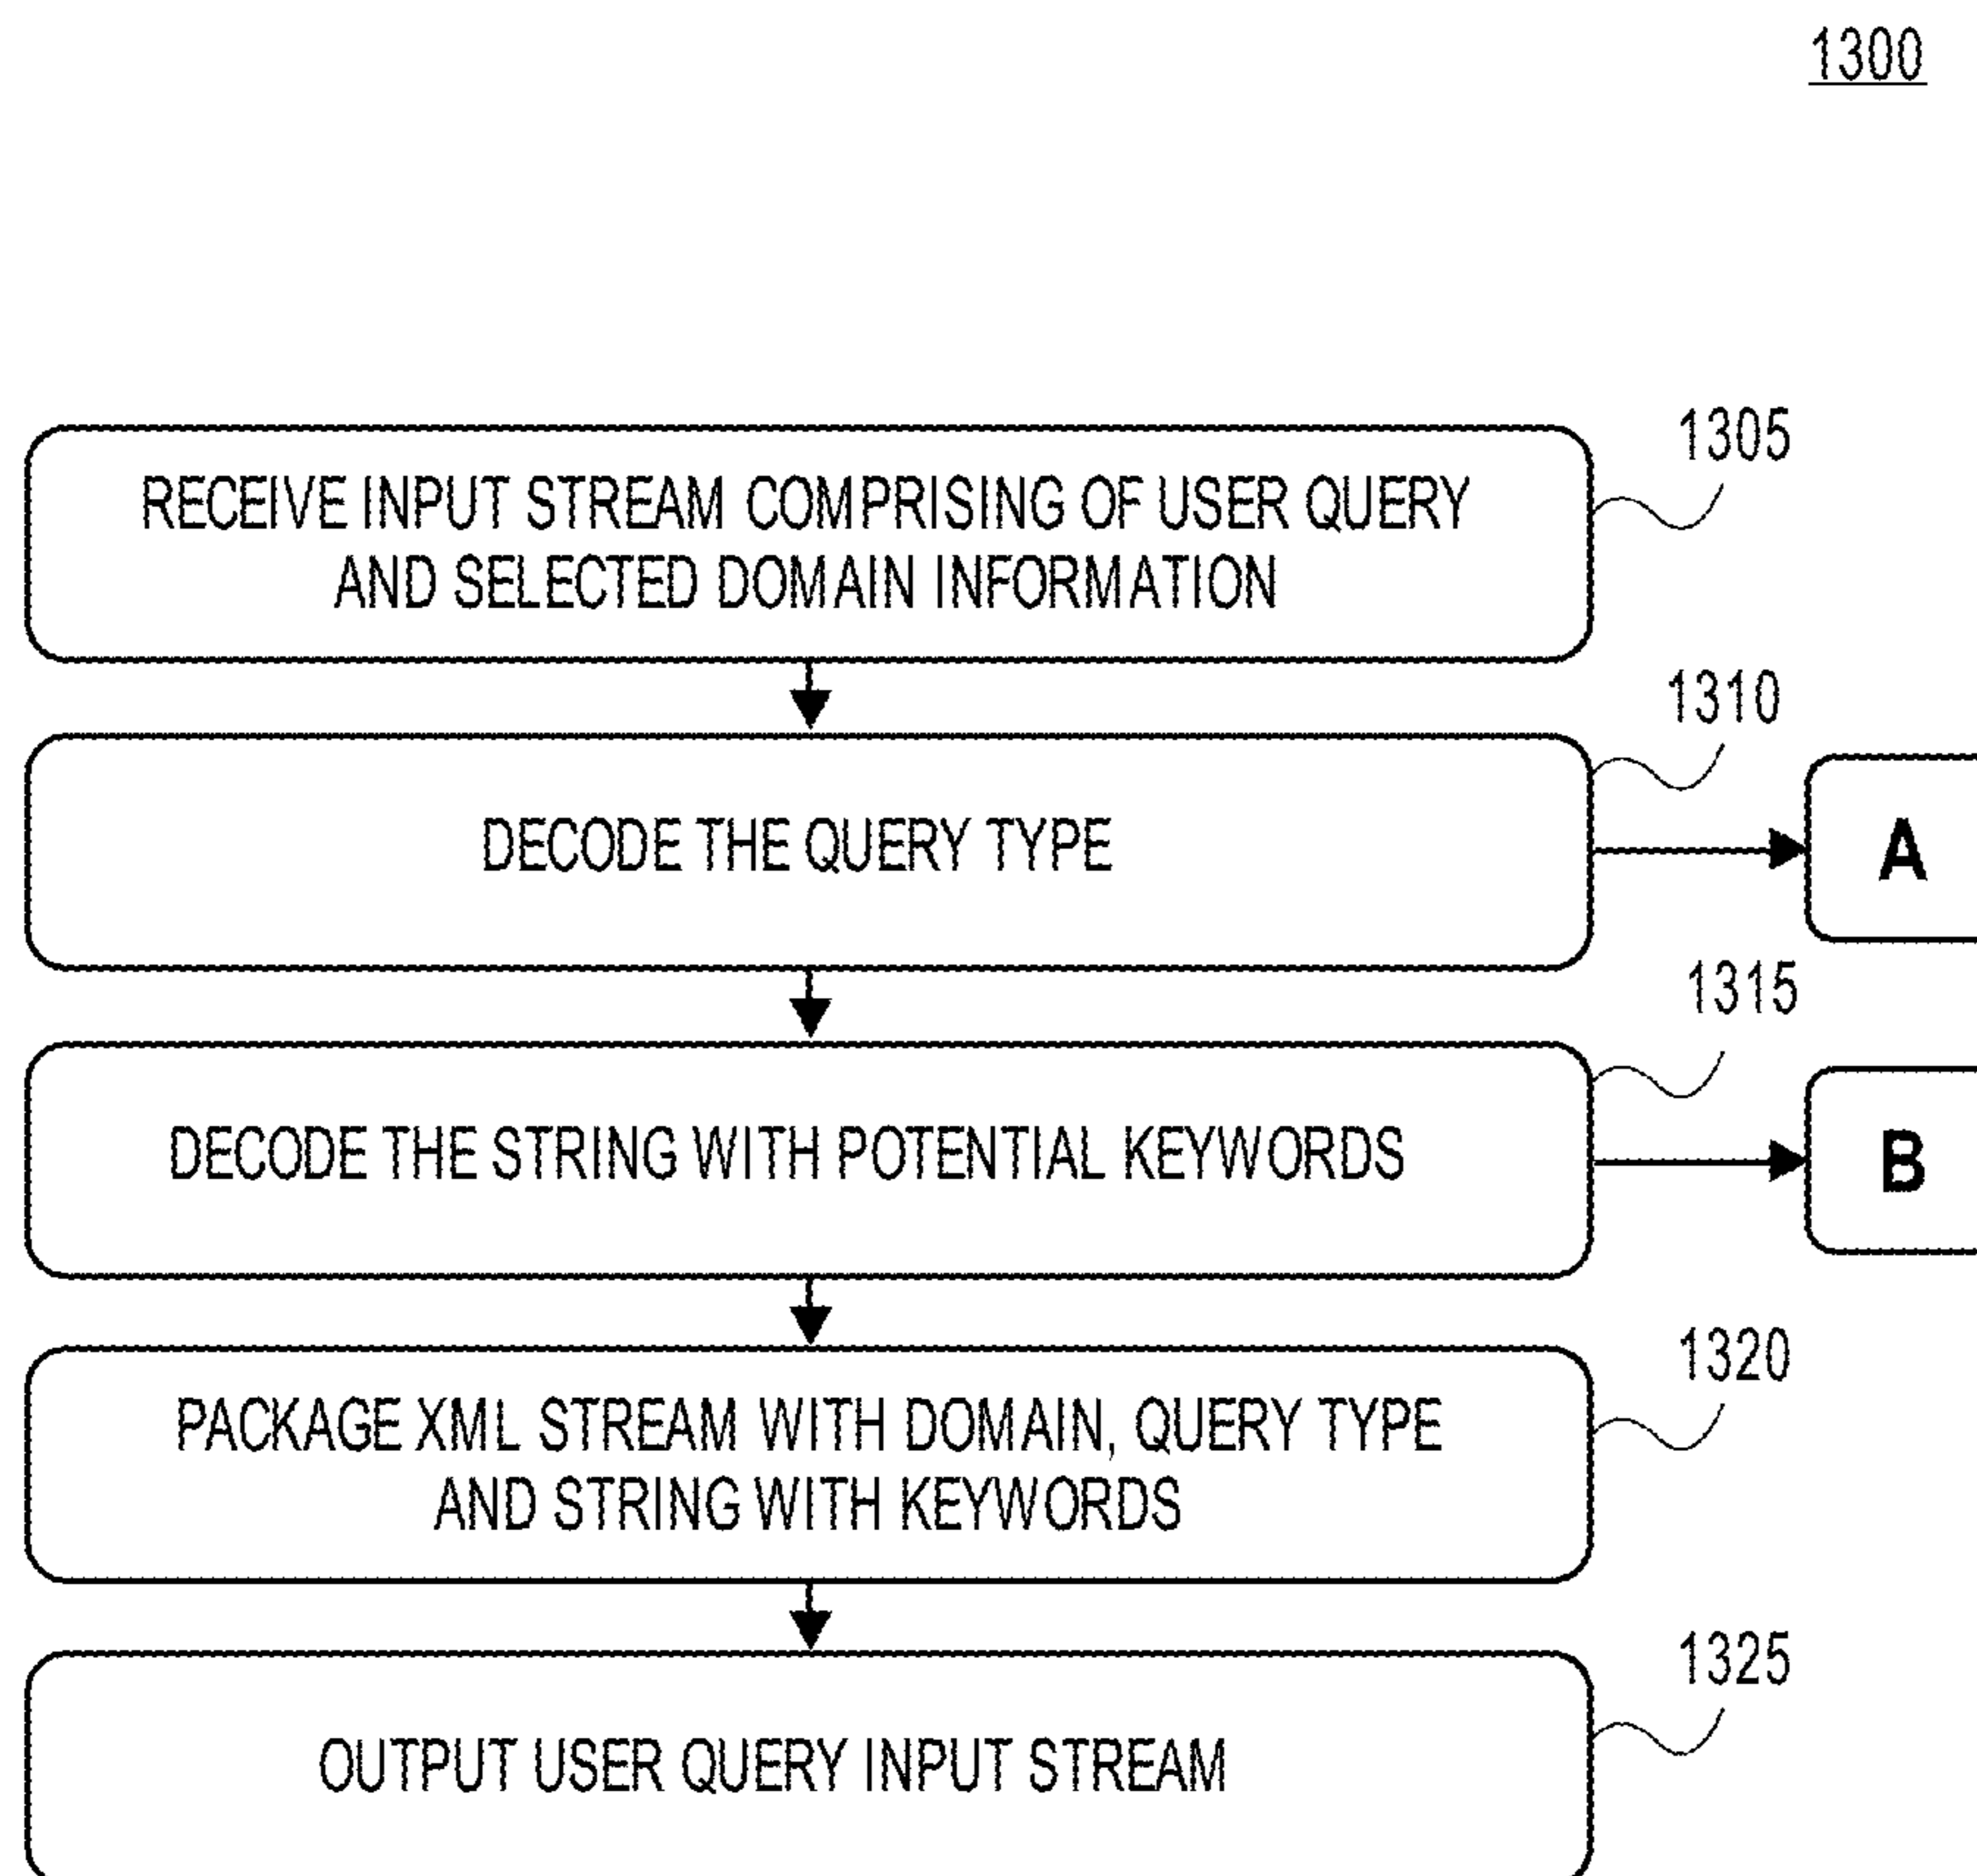 1300
1305
RECEIVE INPUT STREAM COMPRISING OF USER QUERY
AND SELECTED DOMAIN INFORMATION
1310
DECODE THE QUERY TYPE
A
1315
DECODE THE STRING WITH POTENTIAL KEYWORDS
B
1320
PACKAGE XML STREAM WITH DOMAIN, QUERY TYPE
AND STRING WITH KEYWORDS
1325
OUTPUT USER QUERY INPUT STREAM